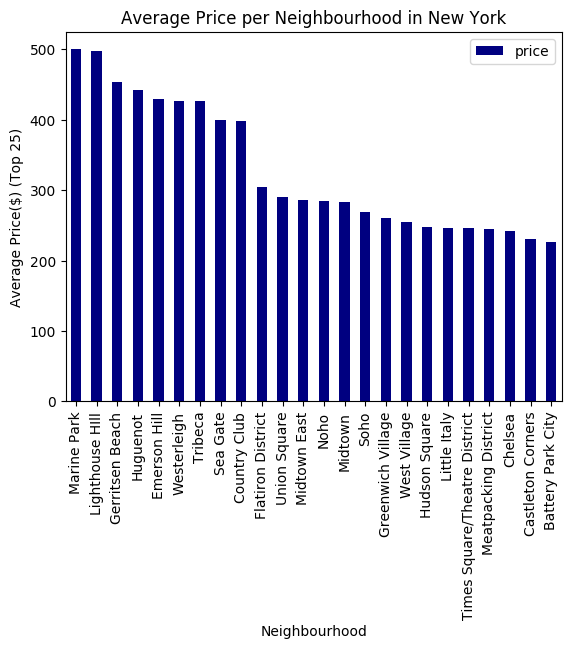 Average Price per Neighbourhood in New York
price
Average Price($) (Top 25)
500
400
300
200
100
0
Marine Park
Lighthouse HIll
Gerritsen Beach
Huguenot
Emerson Hill
Westerleigh
Tribeca
Sea Gate
Country Club
Flatiron District
Union Square
Midtown East
Noho
Midtown
Soho
Greenwich Village
West Village
Hudson Square
Little Italy
Times Square/Theatre District
Meatpacking District
Chelsea
Castleton Corners
Battery Park City
Neighbourhood